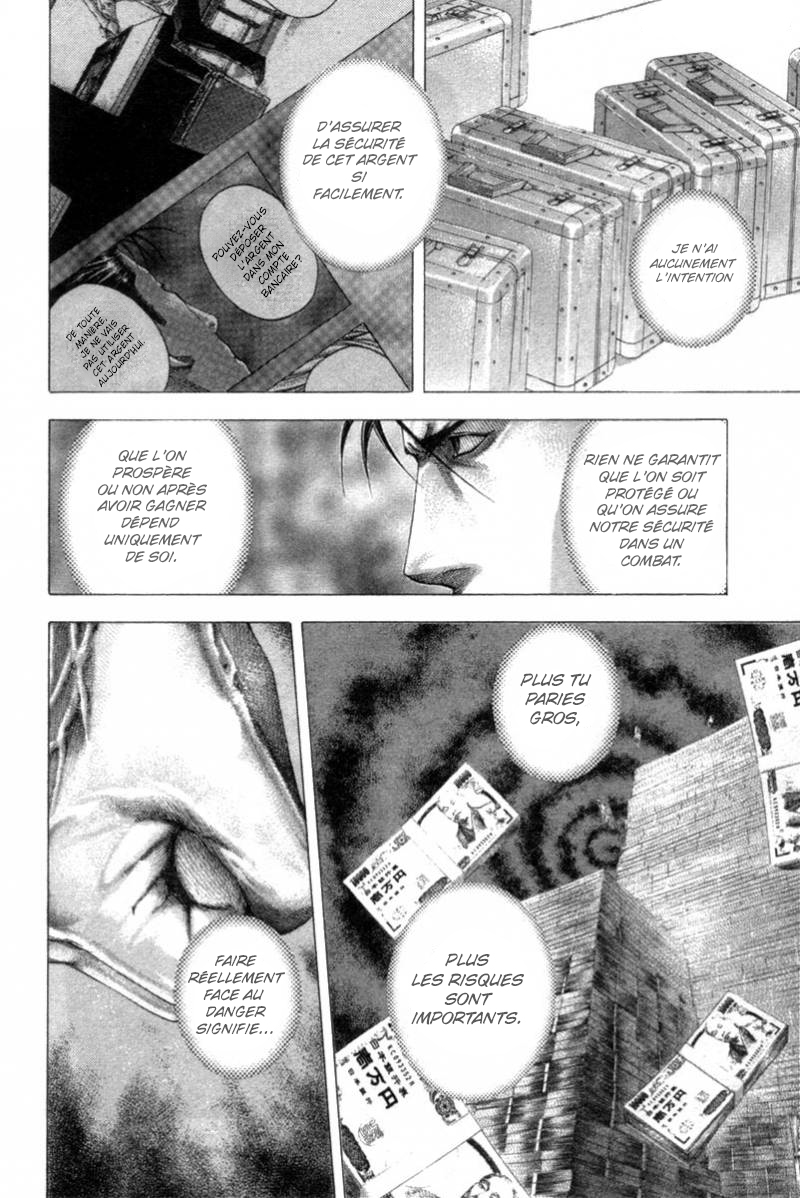 JE N'AI
AUCUNEMENT
L'INTENTION
D'ASSURER
LA SÉCURITÉ
DE CET ARGENT
SI
FACILEMENT.
POUVEZ-VOUS
DÉPOSER
L'ARGENT
DANS MON
COMPTE
BANCAIRE?
DE TOUTE
MANIÈRE,
JE NE VAIS
PAS UTILISER
CET ARGENT
AUJOURD'HUI.
RIEN NE GARANTIT
QUE L'ON SOIT
PROTÉGÉ OU
QU'ON ASSURE
NOTRE SÉCURITÉ
DANS UN
COMBAT.
QUE L'ON
PROSPÈRE
OU NON APRÈS
AVOIR GAGNER
DÉPEND
UNIQUEMENT
DE SOI.
PLUS TU
PARIES
GROS,
PLUS
LES RISQUES
SONT
IMPORTANTS.
FAIRE
RÉELLEMENT
FACE AU
DANGER
SIGNIFIE...